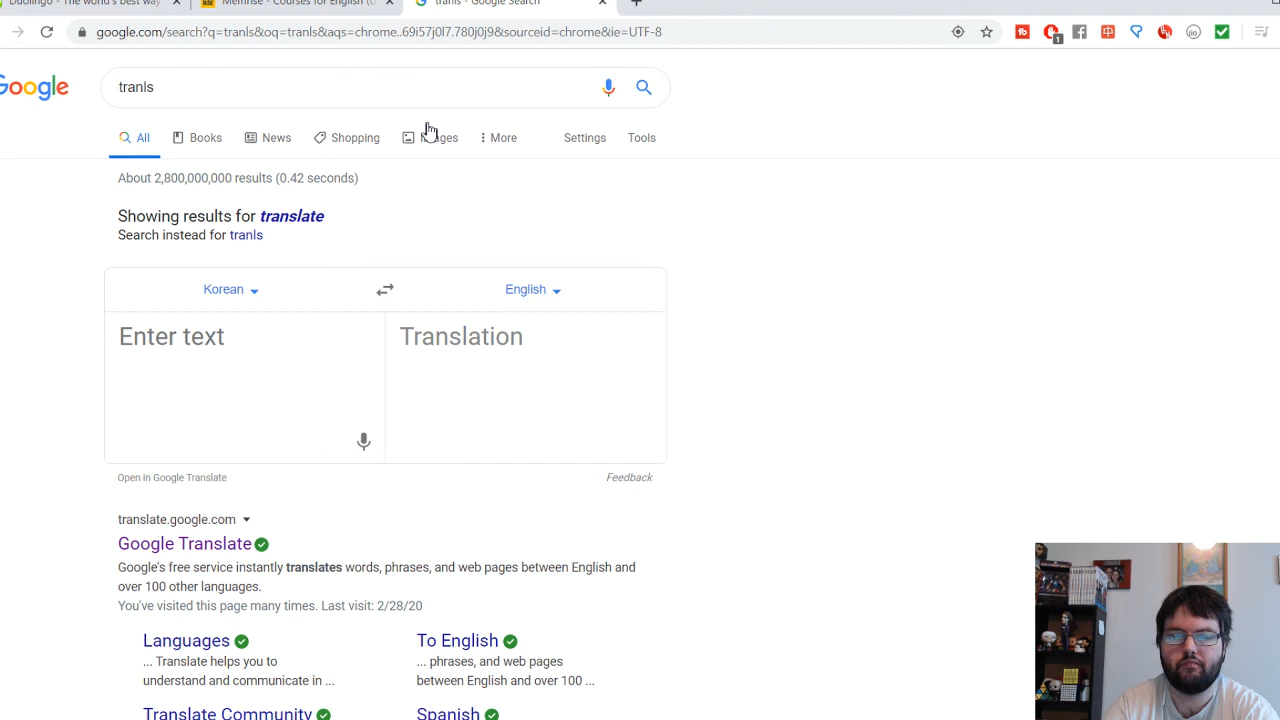 Duolingo - The world's best way
Memrise - Courses for English (
tranls - Google Search
google.com/search?q=tranls&oq=tranls&aqs=chrome..69i57j0l7.789j0j9&sourceid=chrome&ie=UTF-8
1
Google
tranls
All Books News Shopping Images More Settings Tools
About 2,800,000,000 results (0.42 seconds)
Showing results for translate
Search instead for tranls
Korean English
Enter text Translation
Open in Google Translate Feedback
translate.google.com
Google Translate
Google's free service instantly translates words, phrases, and web pages between English and
over 100 other languages.
You've visited this page many times. Last visit: 2/28/20
Languages To English
... Translate helps you to ... phrases, and web pages
understand and communicate in ... between English and over 100 ...
Translate Community Spanish